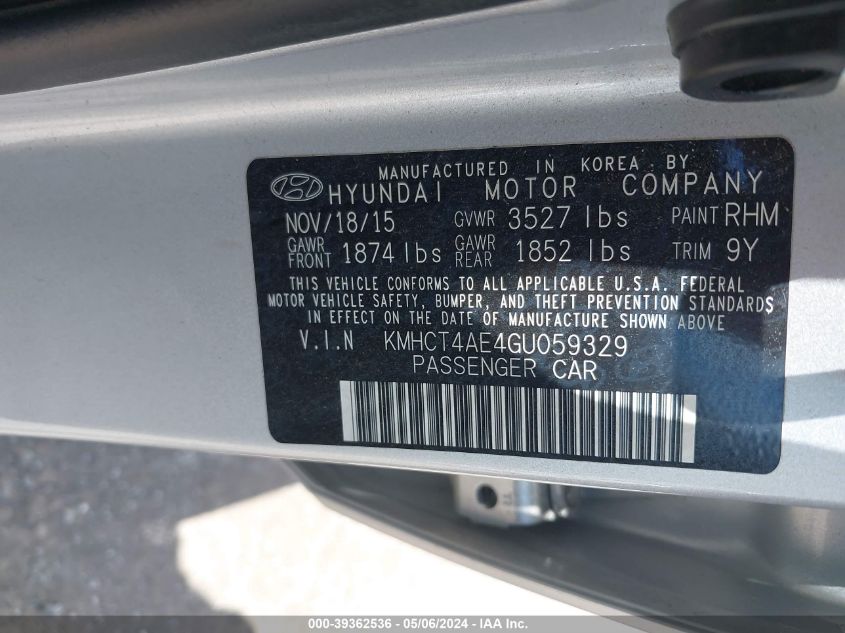 MANUFACTURED IN KOREA BY
HYUNDAI MOTOR COMPANY
NOV/18/15 GVWR 3527 lbs PAINT RHM
GAWR FRONT 1874 lbs GAWR REAR 1852 lbs TRIM 9Y
THIS VEHICLE CONFORMS TO ALL APPLICABLE U.S.A. FEDERAL
MOTOR VEHICLE SAFETY, BUMPER, AND THEFT PREVENTION STANDARDS
IN EFFECT ON THE DATE OF MANUFACTURE SHOWN ABOVE
V.I.N KMHCT4AE4GU059329
PASSENGER CAR
000-39362536 - 05/06/2024 - IAA Inc.